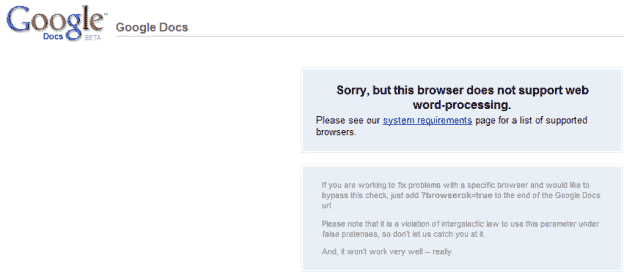 Google™
Docs BETA
Google Docs
Sorry, but this browser does not support web
word-processing.
Please see our system requirements page for a list of supported
browsers.
If you are working to fix problems with a specific browser and would like to
bypass this check, just add ?browserok=true to the end of the Google Docs
url.
Please note that it is a violation of intergalactic law to use this parameter under
false pretenses, so don't let us catch you at it.
And, it won't work very well -- really.